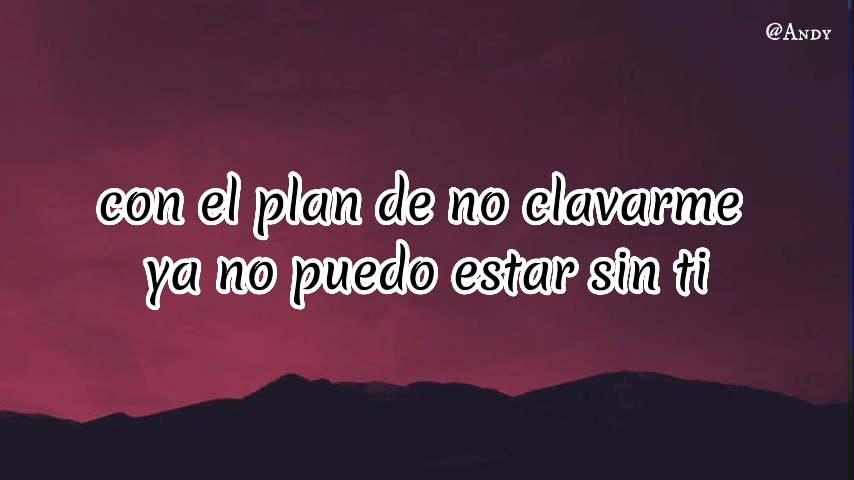 @Andy
con el plan de no clavarme
ya no puedo estar sin ti